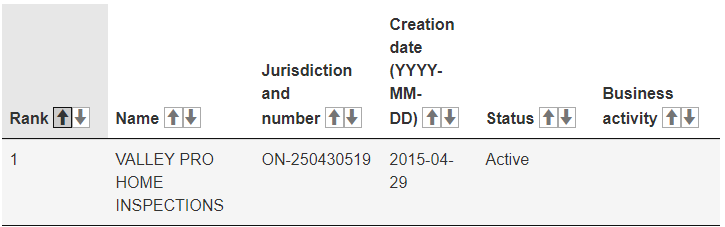 Creation
date
Jurisdiction (YYYY-
and MM- Business
Rank Name number DD) Status activity
1 VALLEY PRO ON-250430519 2015-04- Active
HOME 29
INSPECTIONS